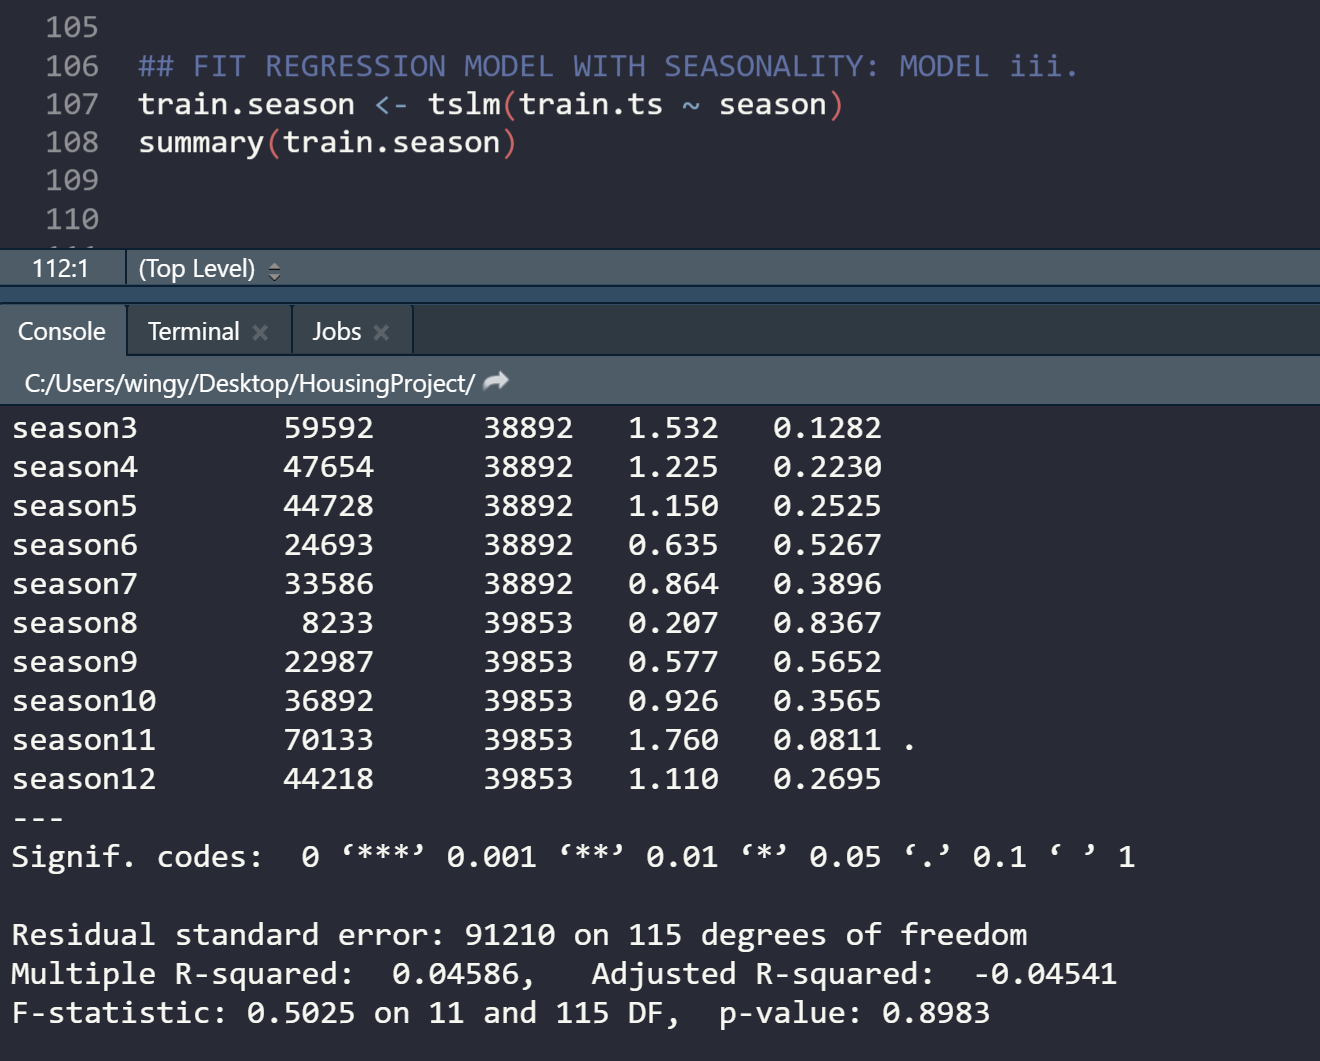 105
106 ## FIT REGRESSION MODEL WITH SEASONALITY: MODEL iii.
107 train.season <- tslm(train.ts ~ season)
108 summary(train.season)
109
110
112:1 (Top Level)
Console Terminal Jobs
C:/Users/wingy/Desktop/HousingProject/
season3 59592 38892 1.532 0.1282
season4 47654 38892 1.225 0.2230
season5 44728 38892 1.150 0.2525
season6 24693 38892 0.635 0.5267
season7 33586 38892 0.864 0.3896
season8 8233 39853 0.207 0.8367
season9 22987 39853 0.577 0.5652
season10 36892 39853 0.926 0.3565
season11 70133 39853 1.760 0.0811 .
season12 44218 39853 1.110 0.2695
---
Signif. codes: 0 ‘***’ 0.001 ‘**’ 0.01 ‘*’ 0.05 ‘.’ 0.1 ‘ ’ 1
Residual standard error: 91210 on 115 degrees of freedom
Multiple R-squared: 0.04586, Adjusted R-squared: -0.04541
F-statistic: 0.5025 on 11 and 115 DF, p-value: 0.8983